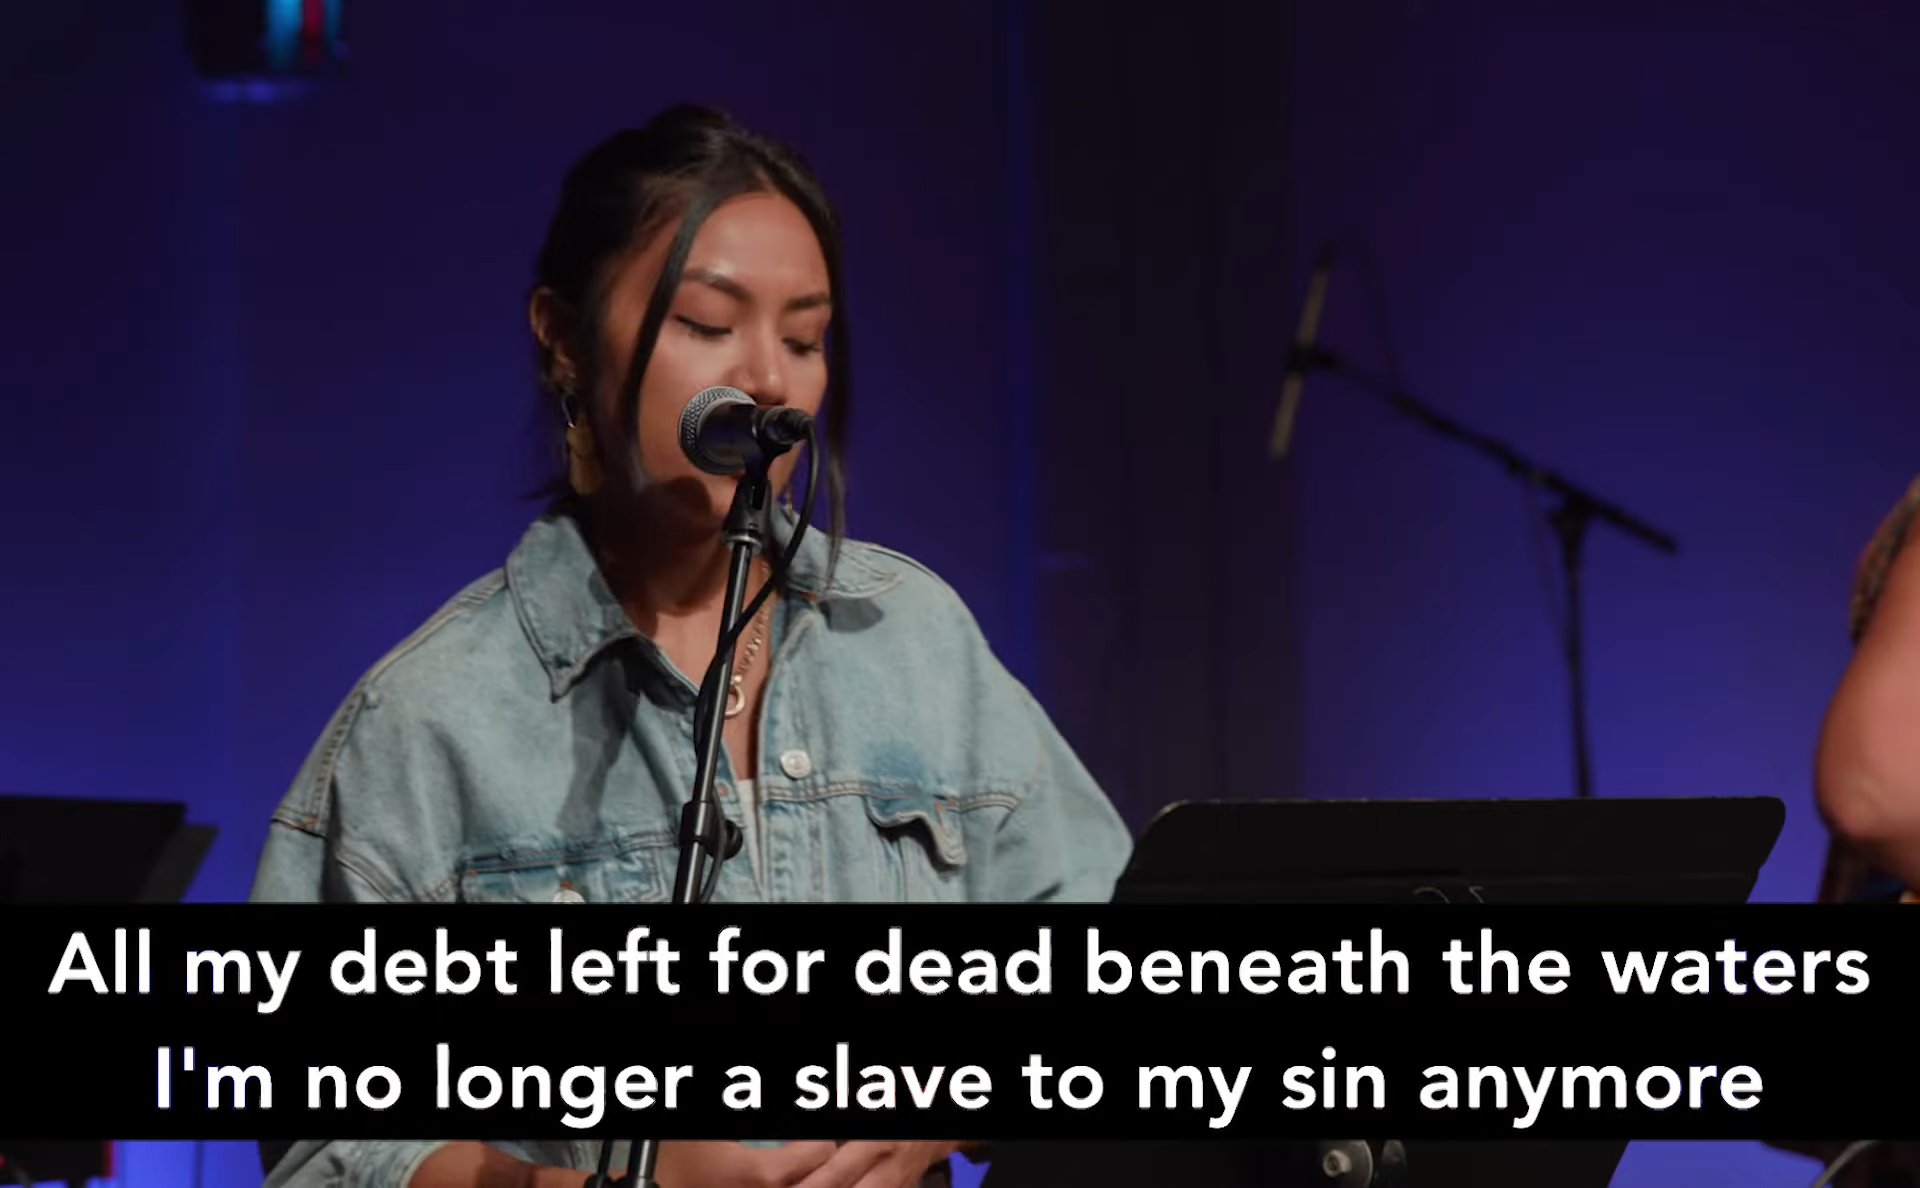 All my debt left for dead beneath the waters
I'm no longer a slave to my sin anymore